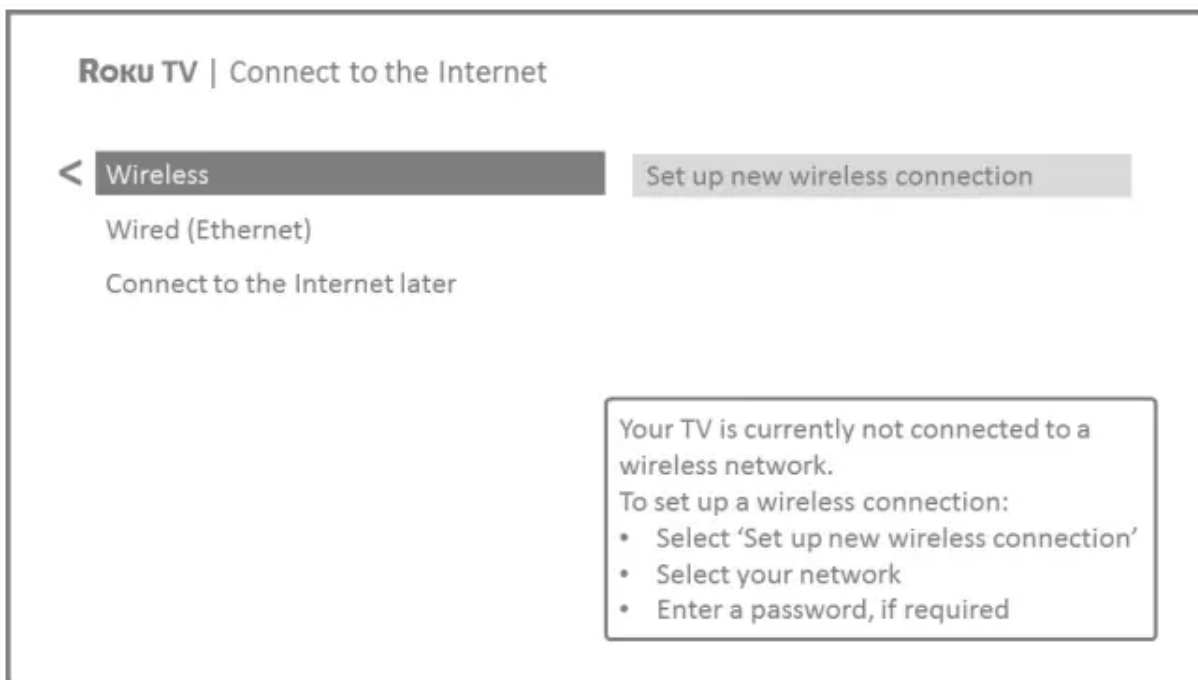 ROKU TV | Connect to the Internet
< Wireless
Set up new wireless connection
Wired (Ethernet)
Connect to the Internet later
Your TV is currently not connected to a
wireless network.
To set up a wireless connection:
• Select ‘Set up new wireless connection’
• Select your network
• Enter a password, if required